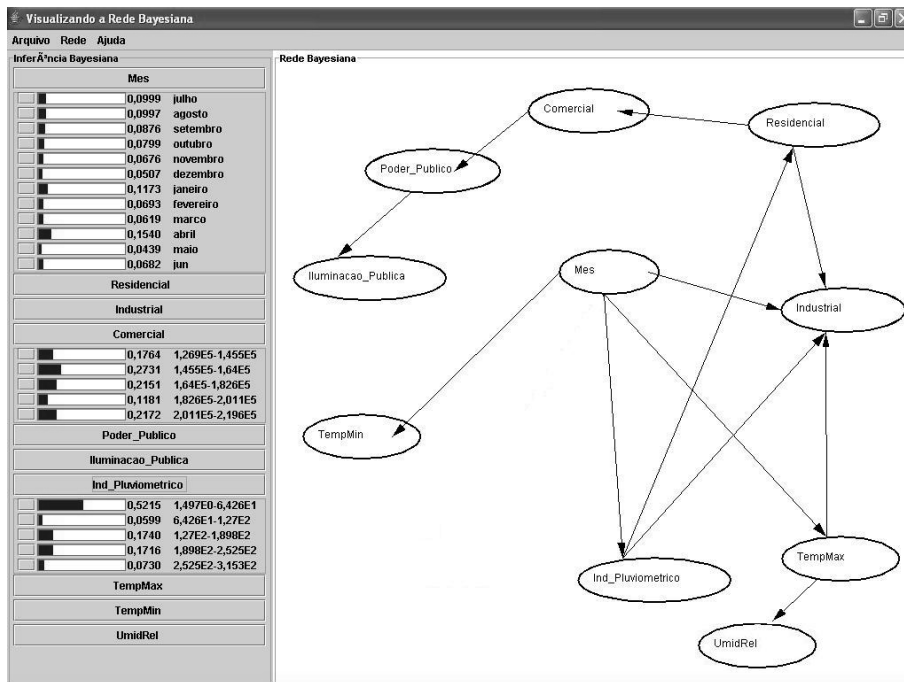 Visualizando a Rede Bayesiana
Arquivo Rede Ajuda
InferÃªncia Bayesiana
Mes
0,0999 julho
0,0997 agosto
0,0876 setembro
0,0799 outubro
0,0676 novembro
0,0507 dezembro
0,1173 janeiro
0,0693 fevereiro
0,0619 marco
0,1540 abril
0,0439 maio
0,0682 jun
Residencial
Industrial
Comercial
0,1764 1,269E5-1,455E5
0,2731 1,455E5-1,64E5
0,2151 1,64E5-1,826E5
0,1181 1,826E5-2,011E5
0,2172 2,011E5-2,196E5
Poder_Publico
Iluminacao_Publica
Ind_Pluviometrico
0,5215 1,497E0-6,426E1
0,0599 6,426E1-1,27E2
0,1740 1,27E2-1,898E2
0,1716 1,898E2-2,525E2
0,0730 2,525E2-3,153E2
TempMax
TempMin
UmidRel
Rede Bayesiana
Comercial
Residencial
Poder_Publico
Iluminacao_Publica
Mes
Industrial
TempMin
Ind_Pluviometrico
TempMax
UmidRel